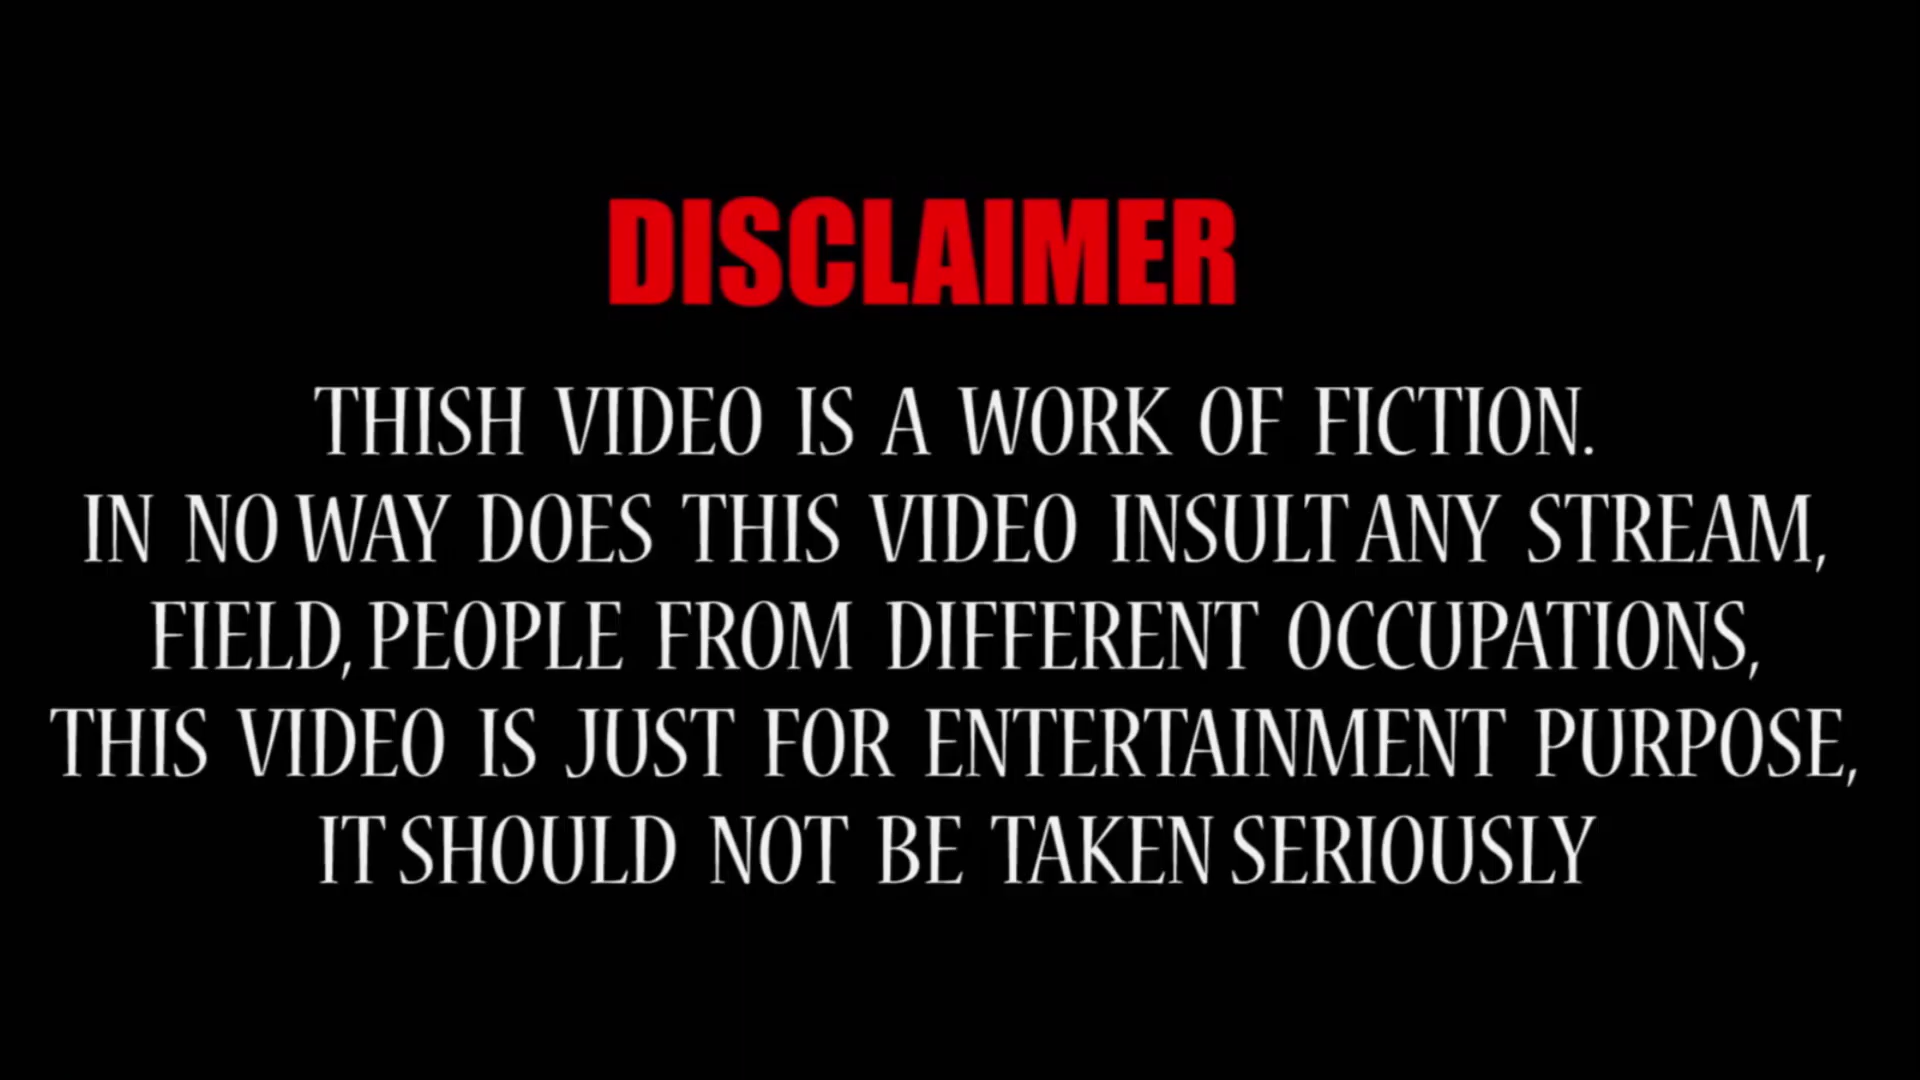 DISCLAIMER
THISH VIDEO IS A WORK OF FICTION.
IN NO WAY DOES THIS VIDEO INSULT ANY STREAM,
FIELD, PEOPLE FROM DIFFERENT OCCUPATIONS,
THIS VIDEO IS JUST FOR ENTERTAINMENT PURPOSE,
IT SHOULD NOT BE TAKEN SERIOUSLY